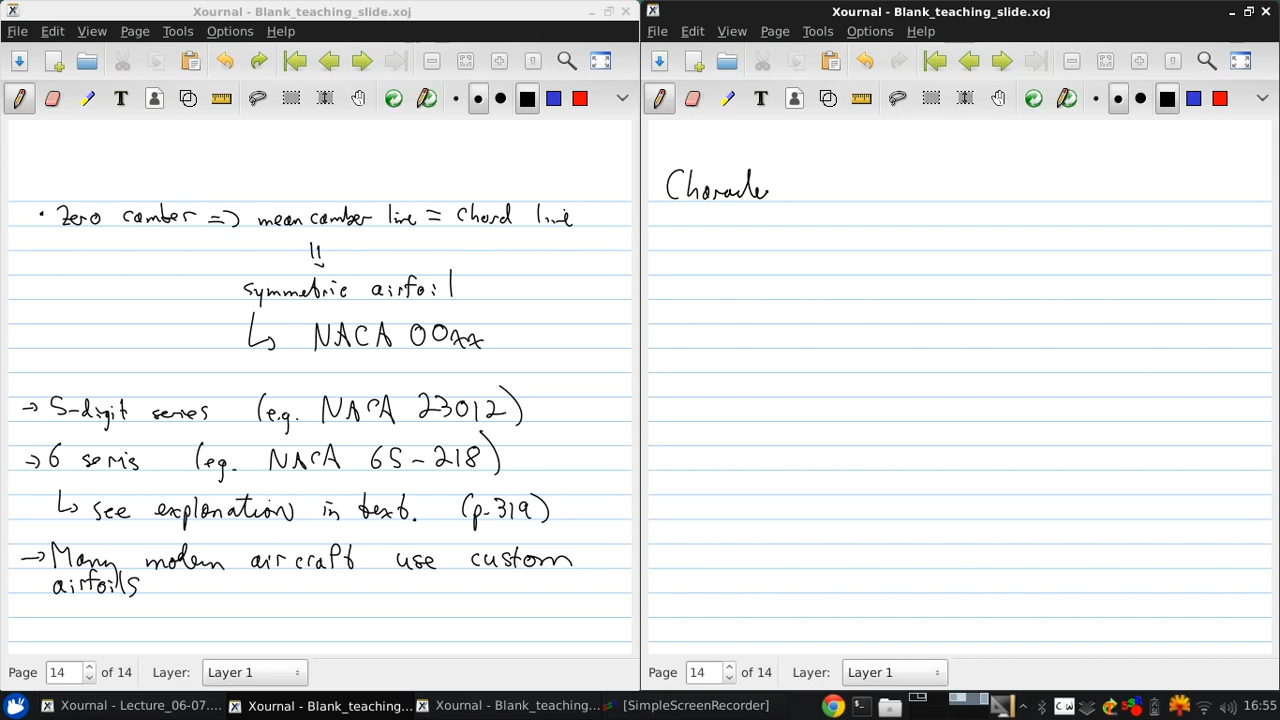 Xournal - Blank_teaching_slide.xoj
File Edit View Page Tools Options Help
• Zero camber => mean camber line = chord line
symmetric airfoil
↳ NACA 00xx
→ 5-digit series (e.g. NACA 23012)
→ 6 series (eg. NACA 65-218)
↳ see explanation in text. (p.319)
→ Many modern aircraft use custom
airfoils
Page 14 of 14 Layer: Layer 1
Xournal - Blank_teaching_slide.xoj
File Edit View Page Tools Options Help
Characte
Page 14 of 14 Layer: Layer 1
Xournal - Lecture_06-07.... Xournal - Blank_teaching.... Xournal - Blank_teaching... [SimpleScreenRecorder] 16:55